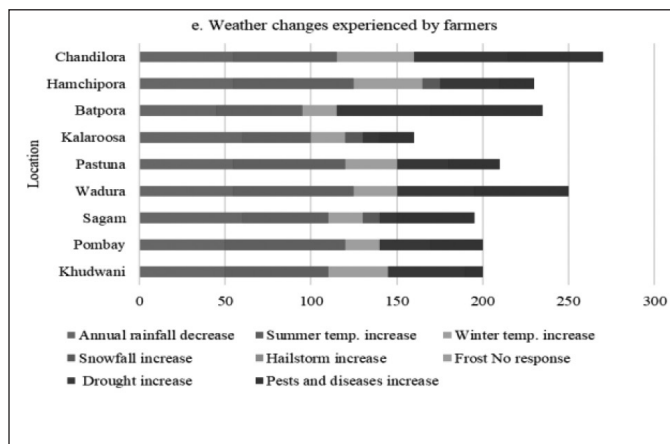 e. Weather changes experienced by farmers
Location
Chandilora
Hamchipora
Batpora
Kalaroosa
Pastuna
Wadura
Sagam
Pombay
Khudwani
0 50 100 150 200 250 300
Annual rainfall decrease Summer temp. increase Winter temp. increase
Snowfall increase Hailstorm increase Frost No response
Drought increase Pests and diseases increase